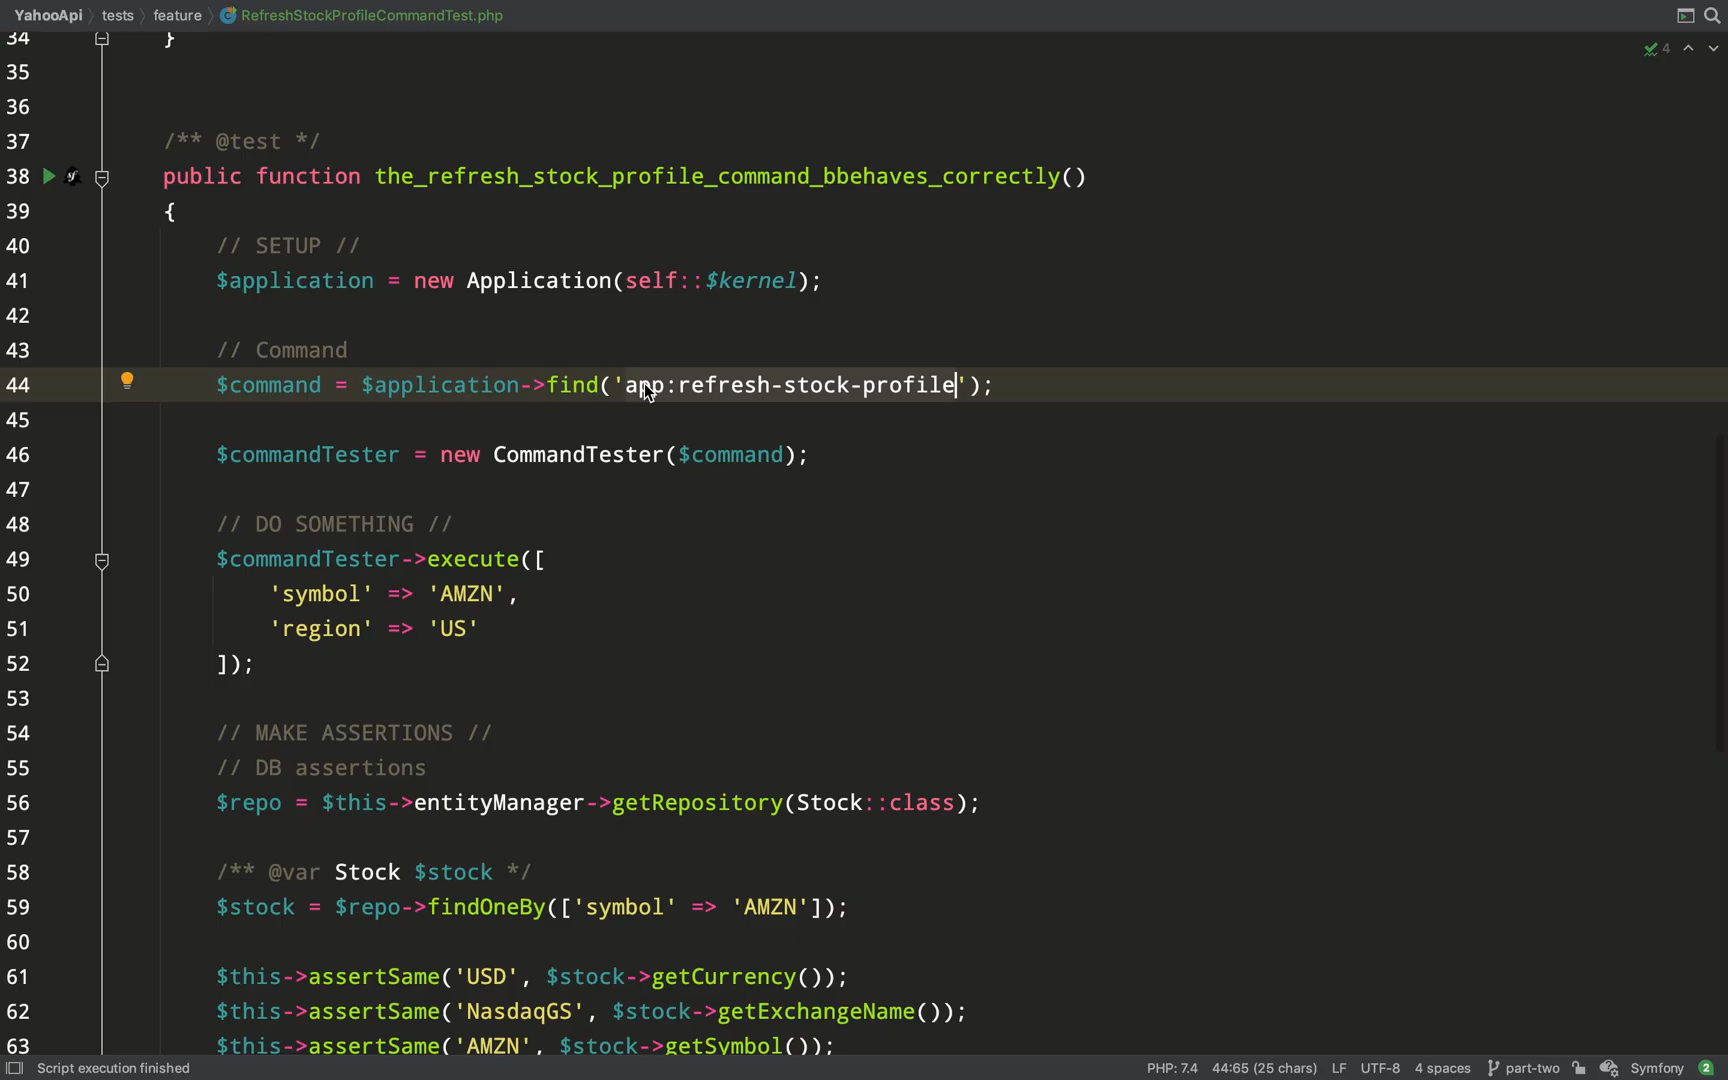 YahooApi tests feature RefreshStockProfileCommandTest.php
34 }
4
35
36
37 /** @test */
38 public function the_refresh_stock_profile_command_bbehaves_correctly()
39 {
40 // SETUP //
41 $application = new Application(self::$kernel);
42
43 // Command
44 $command = $application->find('app:refresh-stock-profile');
45
46 $commandTester = new CommandTester($command);
47
48 // DO SOMETHING //
49 $commandTester->execute([
50 'symbol' => 'AMZN',
51 'region' => 'US'
52 ]);
53
54 // MAKE ASSERTIONS //
55 // DB assertions
56 $repo = $this->entityManager->getRepository(Stock::class);
57
58 /** @var Stock $stock */
59 $stock = $repo->findOneBy(['symbol' => 'AMZN']);
60
61 $this->assertSame('USD', $stock->getCurrency());
62 $this->assertSame('NasdaqGS', $stock->getExchangeName());
63 $this->assertSame('AMZN', $stock->getSymbol());
Script execution finished PHP: 7.4 44:65 (25 chars) LF UTF-8 4 spaces part-two Symfony 2